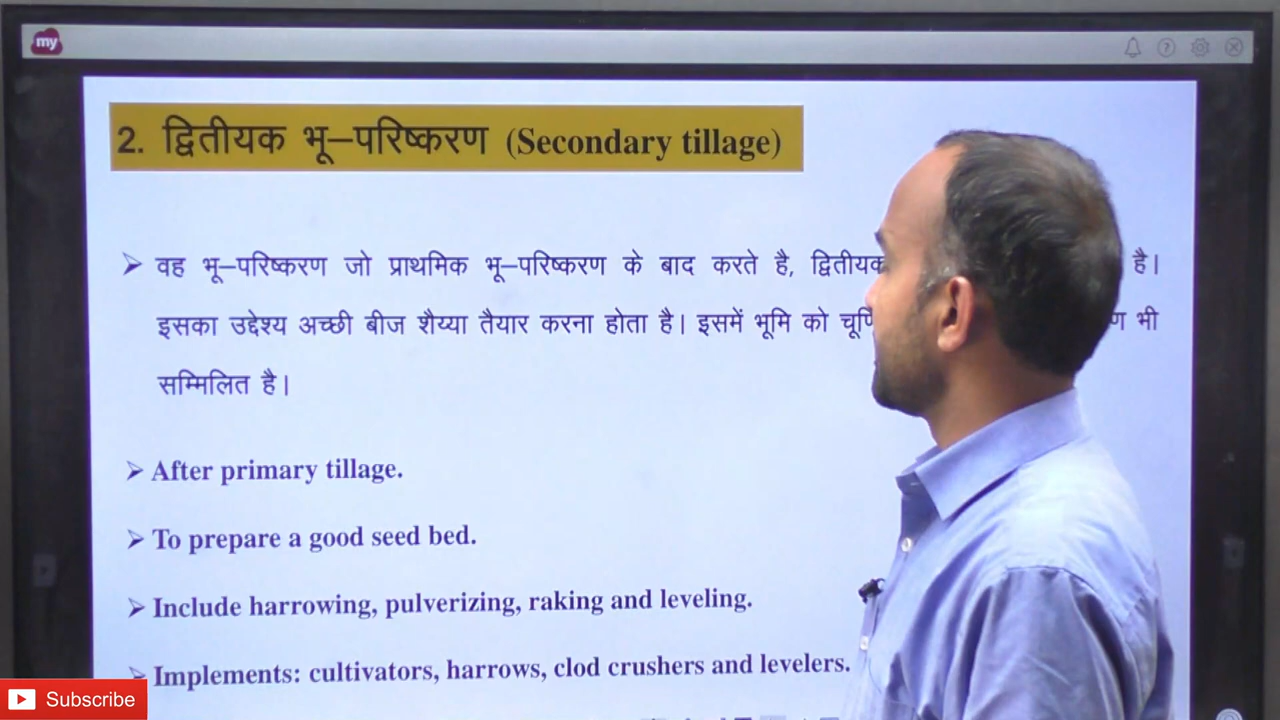 my
2. द्वितीयक भू–परिष्करण (Secondary tillage)
➢ वह भू–परिष्करण जो प्राथमिक भू–परिष्करण के बाद करते है, द्वितीयक है।
इसका उद्देश्य अच्छी बीज शैय्या तैयार करना होता है। इसमें भूमि को भी
सम्मिलित है।
➢ After primary tillage.
➢ To prepare a good seed bed.
➢ Include harrowing, pulverizing, raking and leveling.
➢ Implements: cultivators, harrows, clod crushers and levelers.
Subscribe